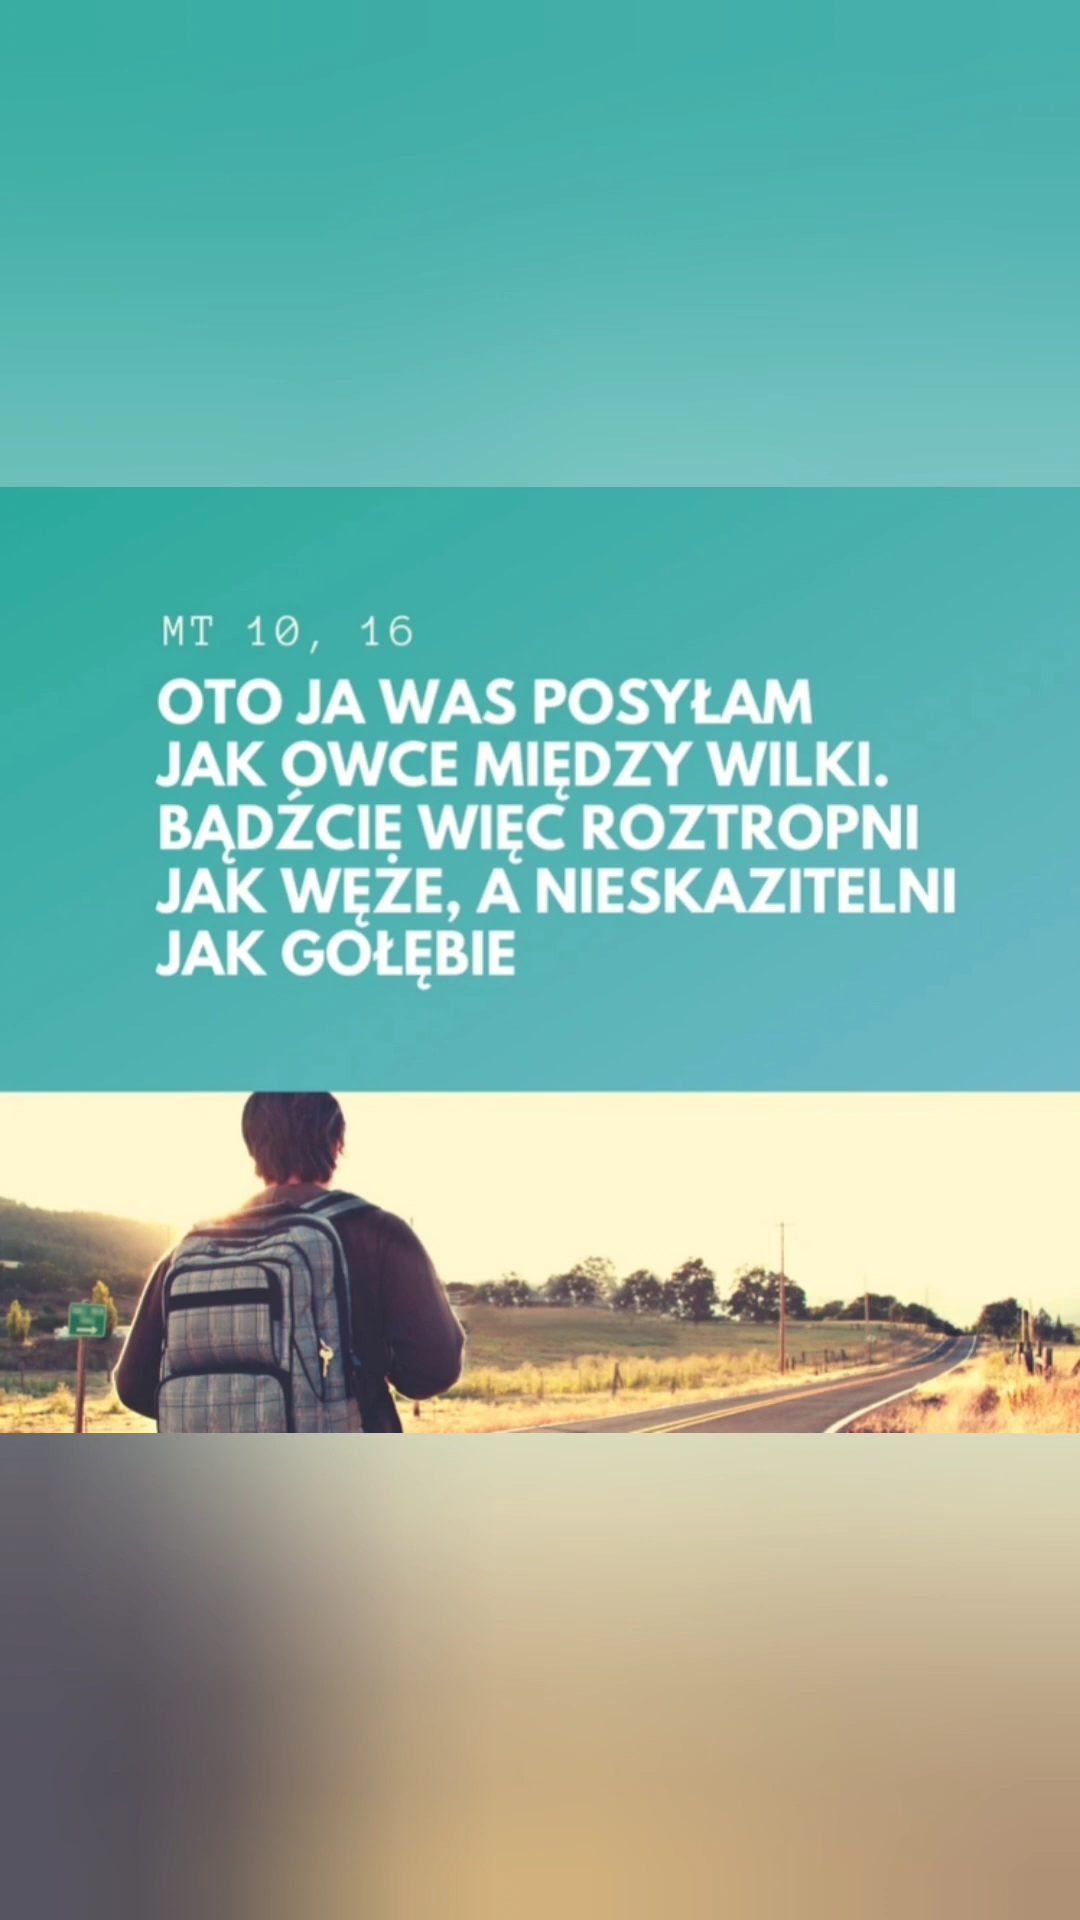 MT 10, 16
OTO JA WAS POSYŁAM
JAK OWCE MIĘDZY WILKI.
BĄDŹCIE WIĘC ROZTROPNI
JAK WĘŻE, A NIESKAZITELNI
JAK GOŁĘBIE